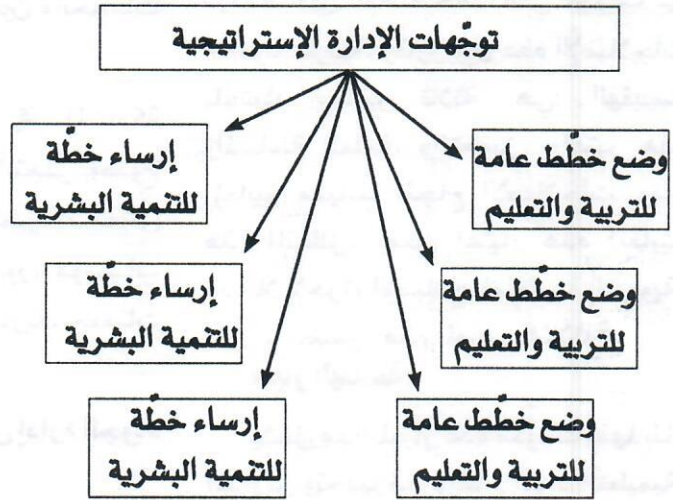 توجّهات الإدارة الإستراتيجية
وضع خطّط عامة
للتربية والتعليم
إرساء خطّة
للتنمية البشرية
وضع خطّط عامة
للتربية والتعليم
إرساء خطّة
للتنمية البشرية
وضع خطّط عامة
للتربية والتعليم
إرساء خطّة
للتنمية البشرية